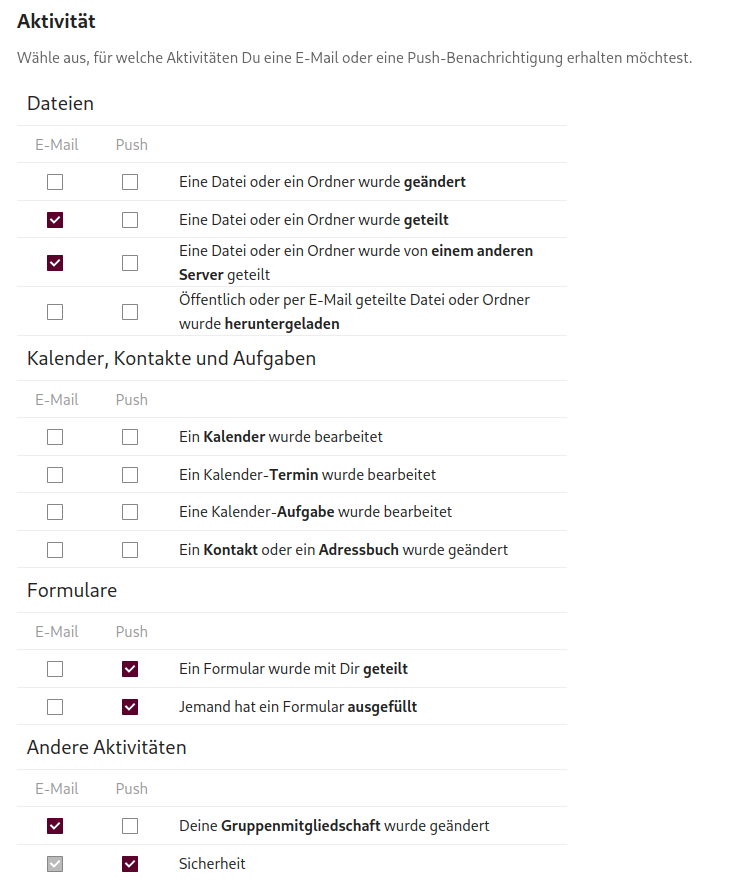 Aktivität
Wähle aus, für welche Aktivitäten Du eine E-Mail oder eine Push-Benachrichtigung erhalten möchtest.
Dateien
E-Mail Push
Eine Datei oder ein Ordner wurde geändert
Eine Datei oder ein Ordner wurde geteilt
Eine Datei oder ein Ordner wurde von einem anderen
Server geteilt
Öffentlich oder per E-Mail geteilte Datei oder Ordner
wurde heruntergeladen
Kalender, Kontakte und Aufgaben
E-Mail Push
Ein Kalender wurde bearbeitet
Ein Kalender-Termin wurde bearbeitet
Eine Kalender-Aufgabe wurde bearbeitet
Ein Kontakt oder ein Adressbuch wurde geändert
Formulare
E-Mail Push
Ein Formular wurde mit Dir geteilt
Jemand hat ein Formular ausgefüllt
Andere Aktivitäten
E-Mail Push
Deine Gruppenmitgliedschaft wurde geändert
Sicherheit